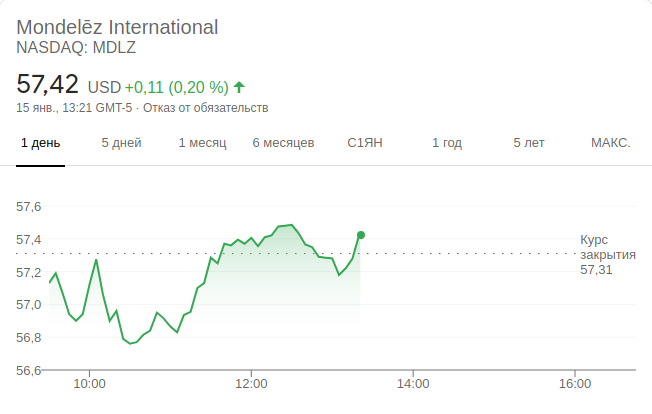 Mondelēz International
NASDAQ: MDLZ
57,42 USD +0,11 (0,20 %)
15 янв., 13:21 GMT-5 · Отказ от обязательств
1 день 5 дней 1 месяц 6 месяцев С1ЯН 1 год 5 лет МАКС.
57,6
57,4
57,2
57,0
56,8
56,6
Курс
закрытия
57,31
10:00 12:00 14:00 16:00